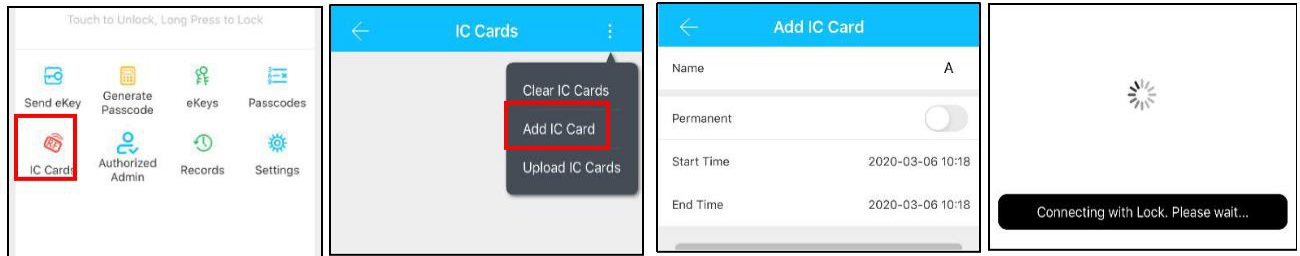 Touch to Unlock, Long Press to Lock
Send eKey
Generate
Passcode
eKeys
Passcodes
RT
IC Cards
Authorized
Admin
Records
Settings
IC Cards
Clear IC Cards
Add IC Card
Upload IC Cards
Add IC Card
Name A
Permanent
Start Time 2020-03-06 10:18
End Time 2020-03-06 10:18
Connecting with Lock. Please wait...